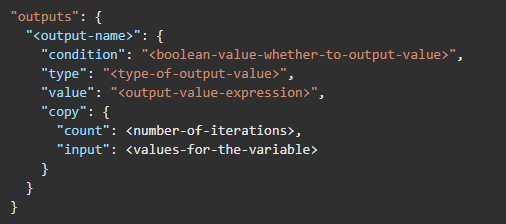 "outputs": {
  "<output-name>": {
    "condition": "<boolean-value-whether-to-output-value>",
    "type": "<type-of-output-value>",
    "value": "<output-value-expression>",
    "copy": {
      "count": <number-of-iterations>,
      "input": <values-for-the-variable>
    }
  }
}